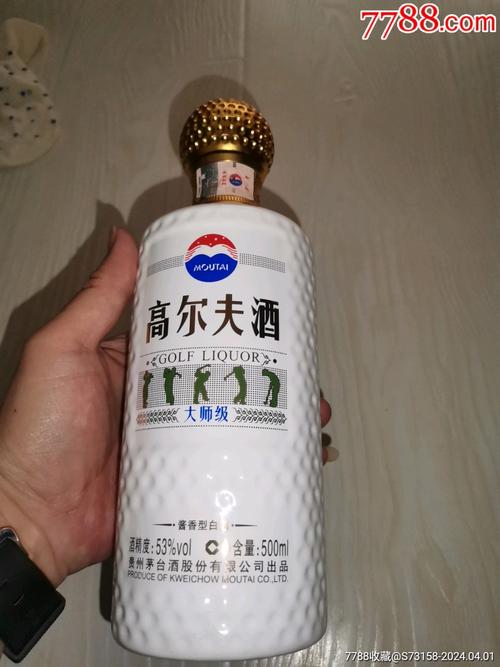 7788.com
MOUTAI
高尔夫酒
GOLF LIQUOR
大师级
酱香型白
酒精度:53%vol 含量:500ml
贵州茅台酒股份有限公司出品
PRODUCE OF KWEICHOW MOUTAI CO.,LTD.
7788收藏@S73158-2024.04.01